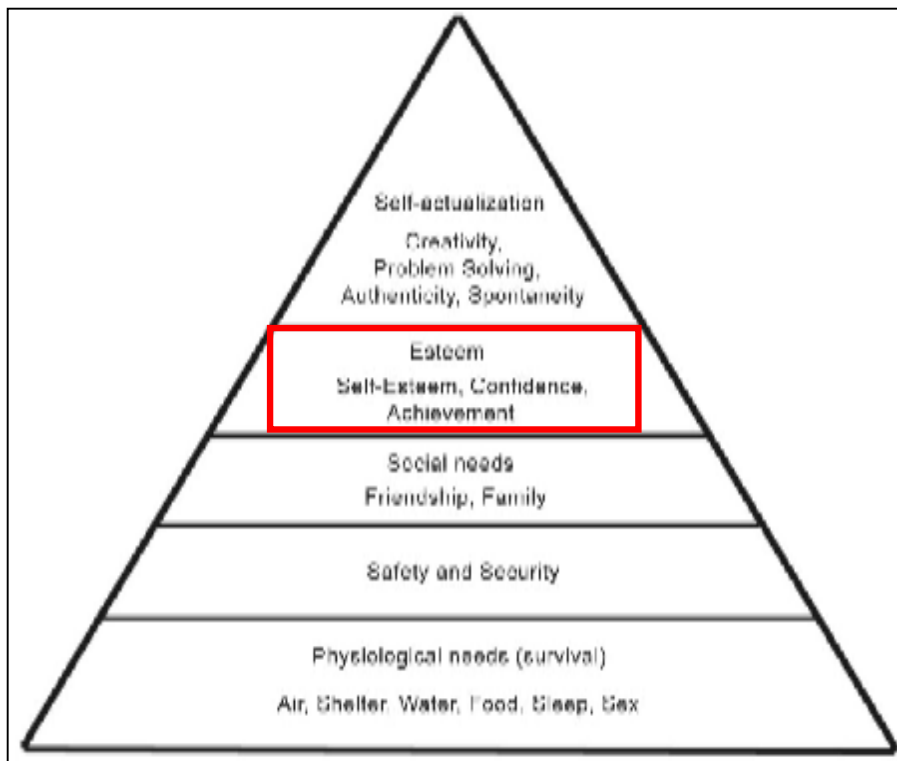 Self-actualization
Creativity,
Problem Solving,
Authenticity, Spontaneity
Esteem
Self-Esteem, Confidence,
Achievement
Social needs
Friendship, Family
Safety and Security
Physiological needs (survival)
Air, Shelter, Water, Food, Sleep, Sex